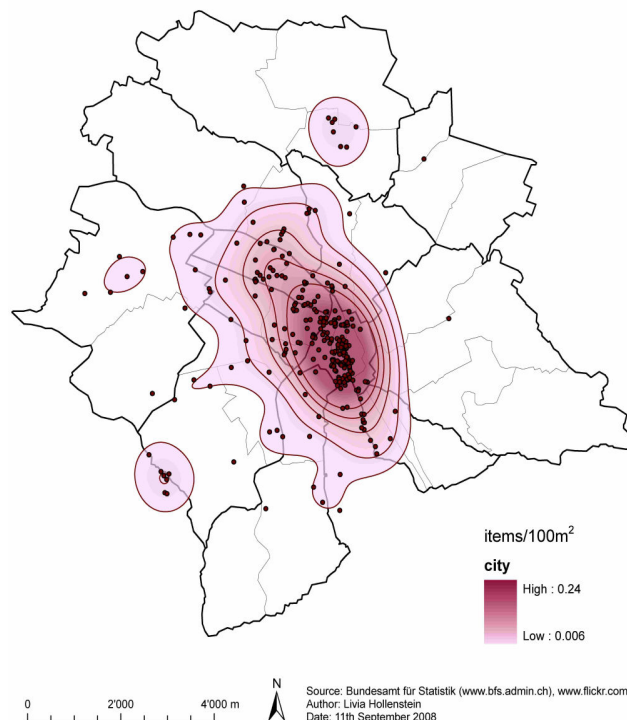 items/100m²
city
High : 0.24
Low : 0.006
N
0 2'000 4'000 m
Source: Bundesamt für Statistik (www.bfs.admin.ch), www.flickr.com
Author: Livia Hollenstein
Date: 11th September 2008